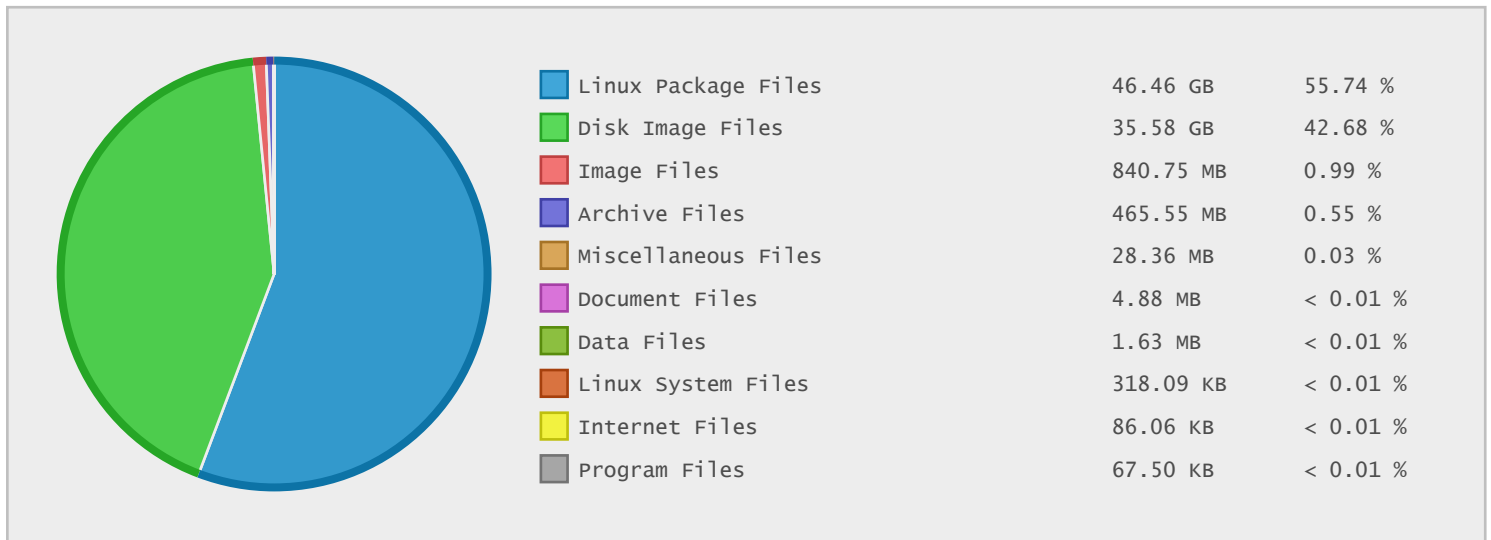 Linux Package Files 46.46 GB 55.74 %
Disk Image Files 35.58 GB 42.68 %
Image Files 840.75 MB 0.99 %
Archive Files 465.55 MB 0.55 %
Miscellaneous Files 28.36 MB 0.03 %
Document Files 4.88 MB < 0.01 %
Data Files 1.63 MB < 0.01 %
Linux System Files 318.09 KB < 0.01 %
Internet Files 86.06 KB < 0.01 %
Program Files 67.50 KB < 0.01 %